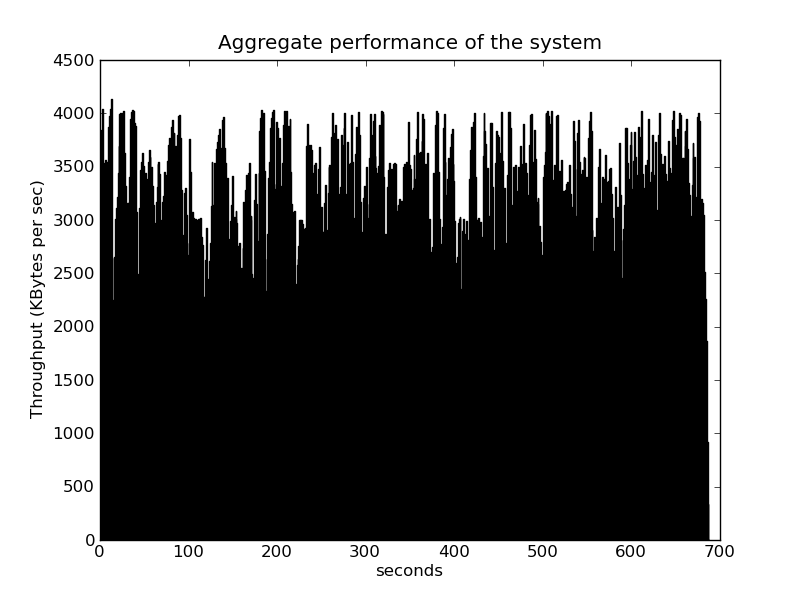 Aggregate performance of the system
4500
4000
3500
3000
2500
2000
1500
1000
500
0
Throughput (KBytes per sec)
0 100 200 300 400 500 600 700
seconds